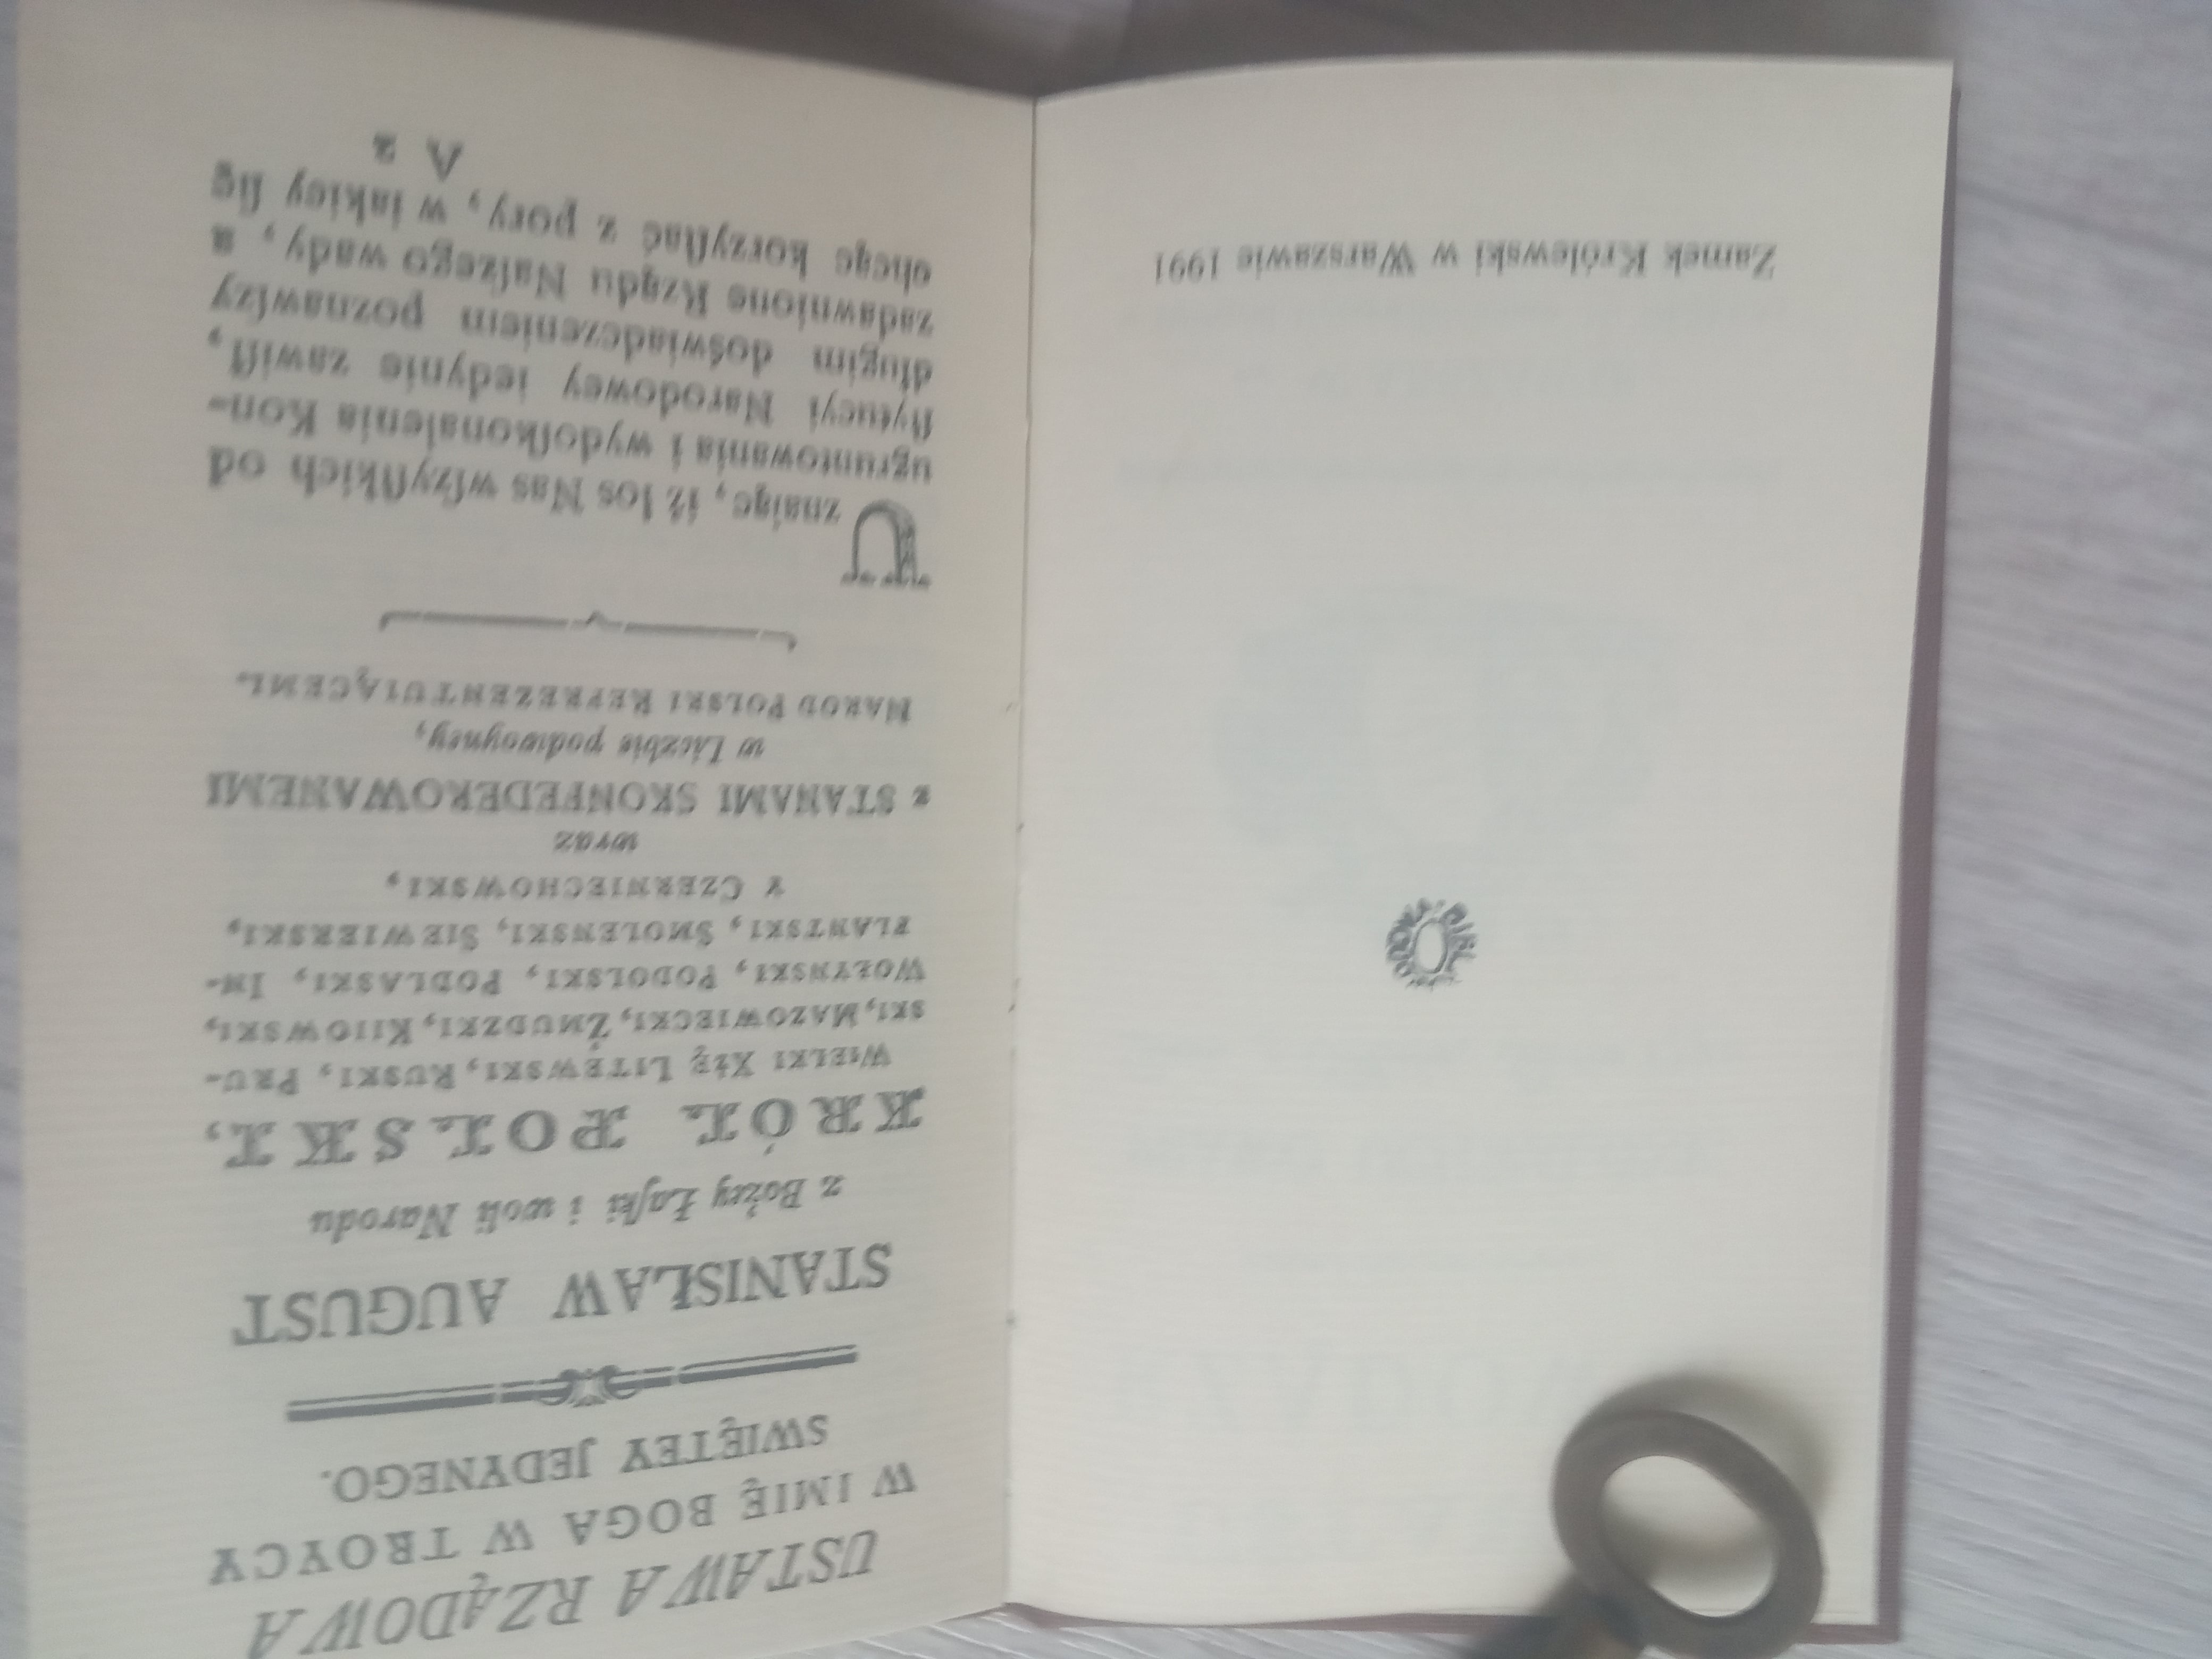 Zamek Królewski w Warszawie 1991
USTAWA RZĄDOWA
W IMIĘ BOGA W TROYCY
SWIĘTEY JEDYNEGO.
STANISŁAW AUGUST
z Bożey Łaſki i woli Narodu
KRÓL POLSKI,
WIELKI XŻĘ LITEWSKI, RUSKI, PRU-
SKI, MAZOWIECKI, ŻMUDZKI, KIIOWSKI,
WOŁYNSKI, PODOLSKI, PODLASKI, IN-
FLANTSKI, SMOLENSKI, SIEWIERSKI,
Y CZERNIECHOWSKI,
wraz
z STANAMI SKONFEDEROWANEMI
w Liczbie podwoyney,
NAROD POLSKI REPREZENTUIĄCEMI.
Uznaiąc, iż los Nas wſzyſtkich od
ugruntowania i wydoſkonalenia Kon-
ſtytucyi Narodowey iedynie zawiſł,
długim doświadczeniem poznawſzy
zadawnione Rządu Naſzego wady, a
chcąc korzyſtać z pory, w iakiey ſię
A 2